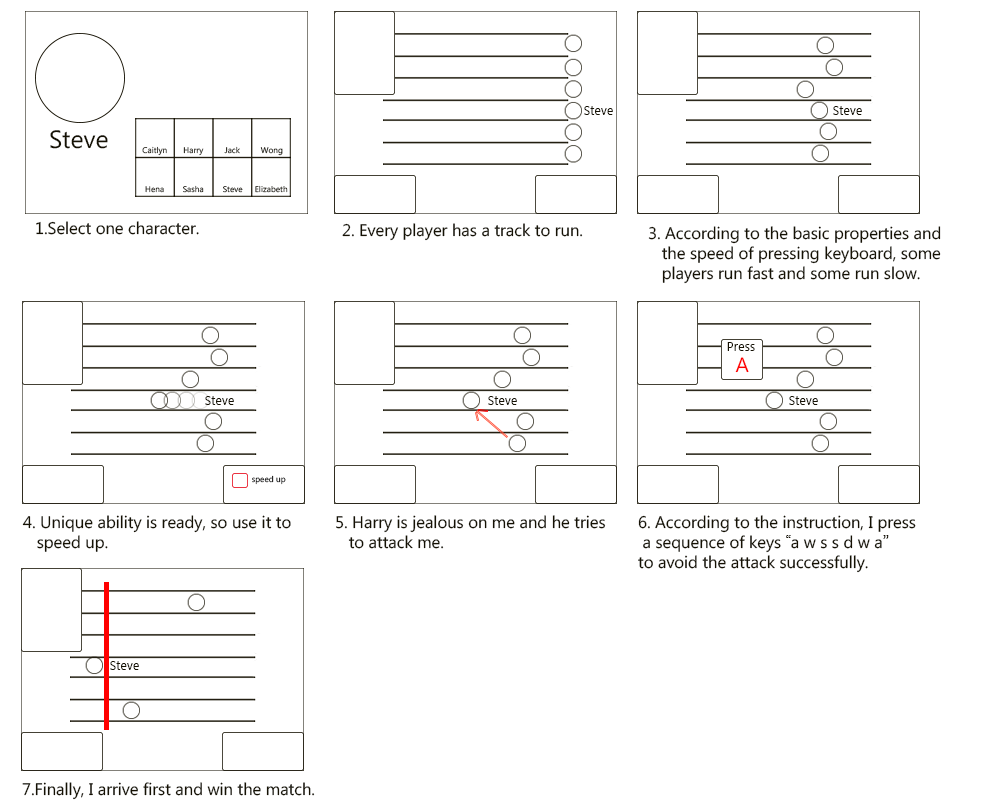 Steve
Caitlyn Harry Jack Wong
Hena Sasha Steve Elizabeth
1.Select one character.
Steve
2. Every player has a track to run.
Steve
3. According to the basic properties and
the speed of pressing keyboard, some
players run fast and some run slow.
Steve
speed up
4. Unique ability is ready, so use it to
speed up.
Steve
5. Harry is jealous on me and he tries
to attack me.
Press
A
Steve
6. According to the instruction, I press
a sequence of keys “a w s s d w a”
to avoid the attack successfully.
Steve
7.Finally, I arrive first and win the match.